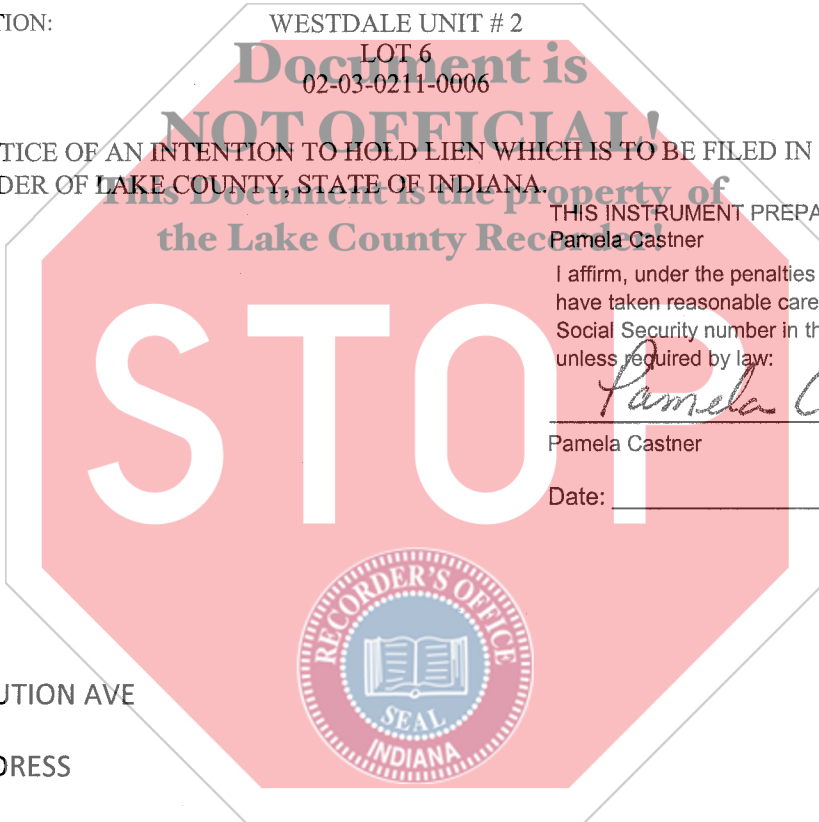 TION:
WESTDALE UNIT # 2
LOT 6
02-03-0211-0006
Document is
NOT OFFICIAL!
This Document is the property of
the Lake County Recorder!
TICE OF AN INTENTION TO HOLD LIEN WHICH IS TO BE FILED IN
DER OF LAKE COUNTY, STATE OF INDIANA.
THIS INSTRUMENT PREPA
Pamela Castner
I affirm, under the penalties
have taken reasonable care
Social Security number in th
unless required by law:
Pamela C
Pamela Castner
Date:
STOP
RECORDER'S OFFICE
SEAL
INDIANA
UTION AVE
DRESS